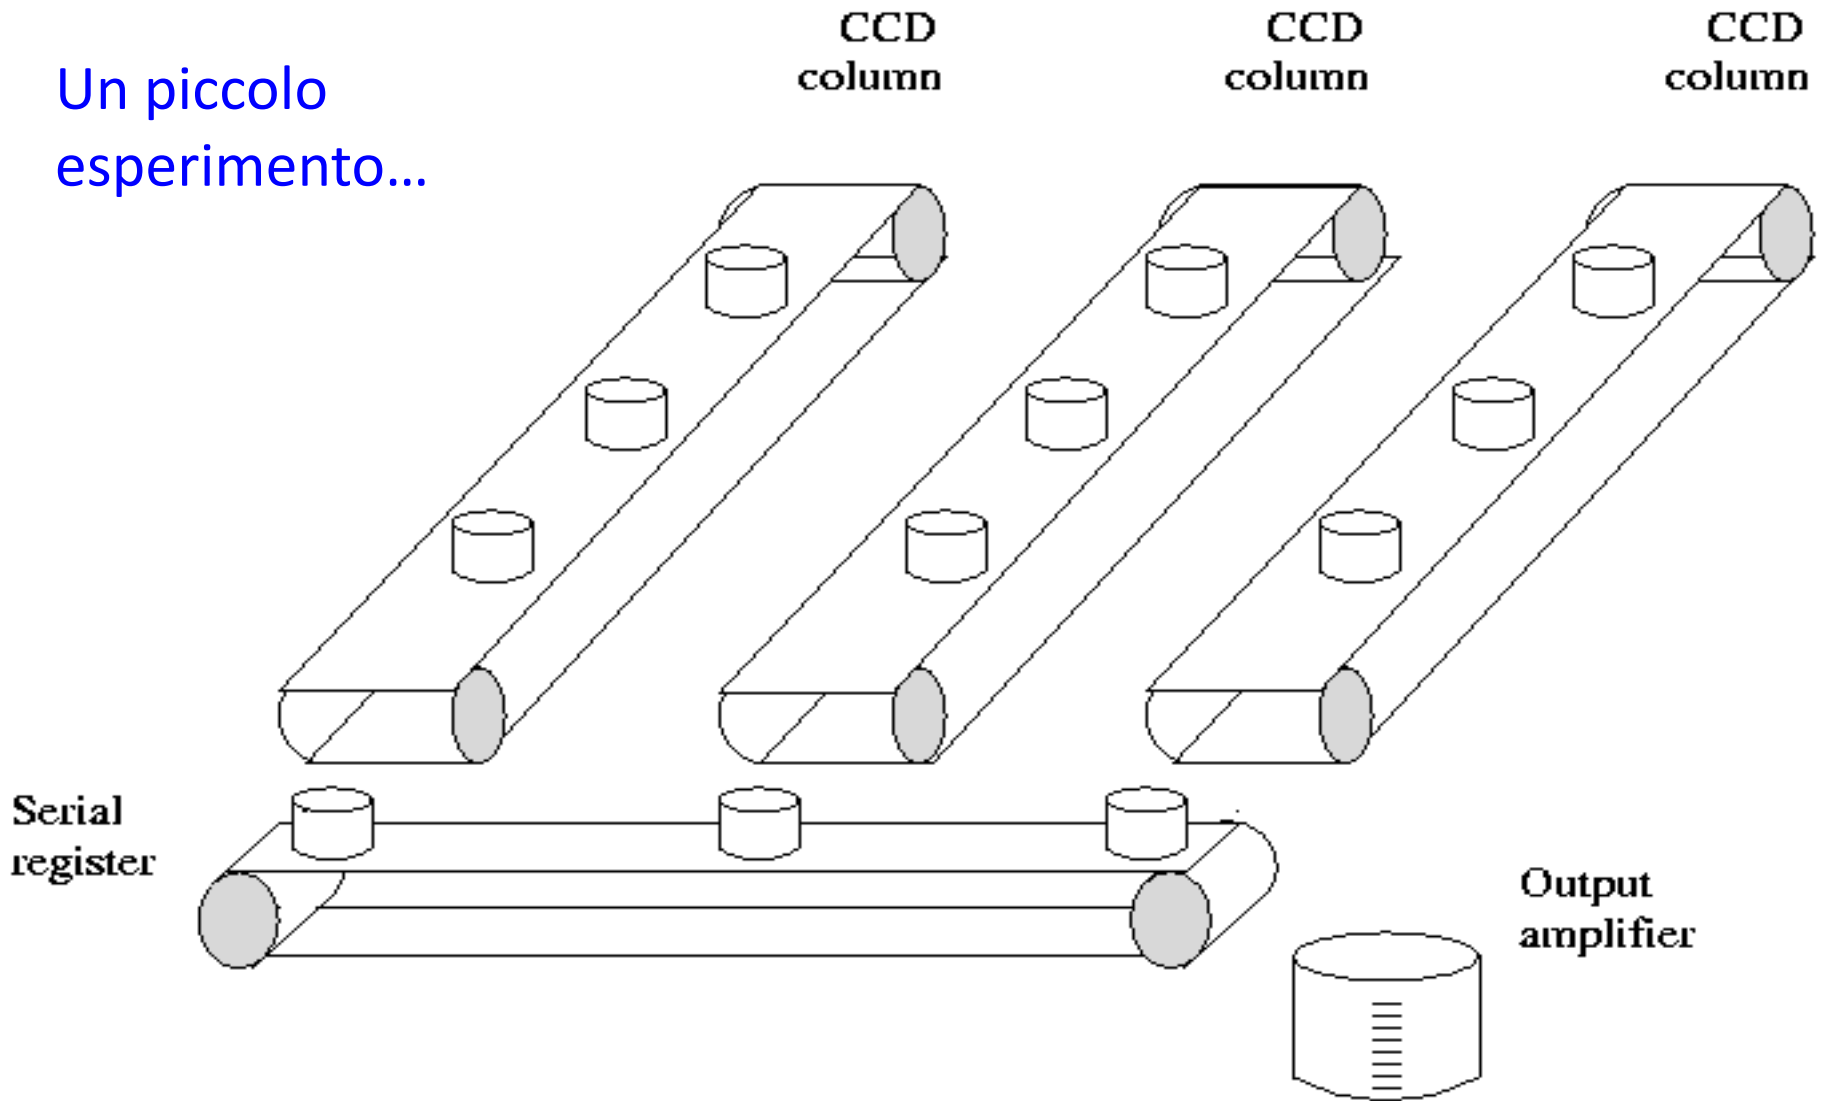 Un piccolo
esperimento...
CCD
column
CCD
column
CCD
column
Serial
register
Output
amplifier